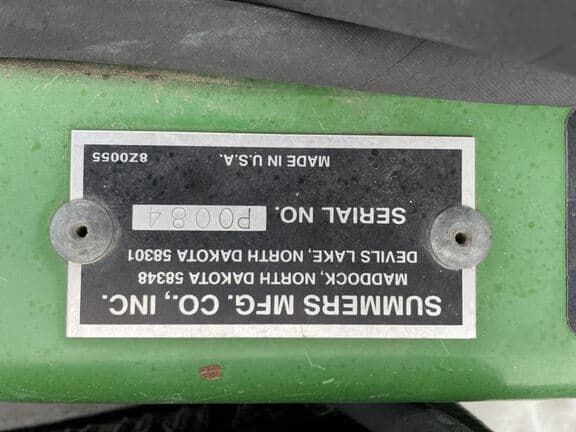 SUMMERS MFG. CO., INC.
MADDOCK, NORTH DAKOTA 58348
DEVILS LAKE, NORTH DAKOTA 58301
SERIAL NO. P0084
MADE IN U.S.A. 8Z0055